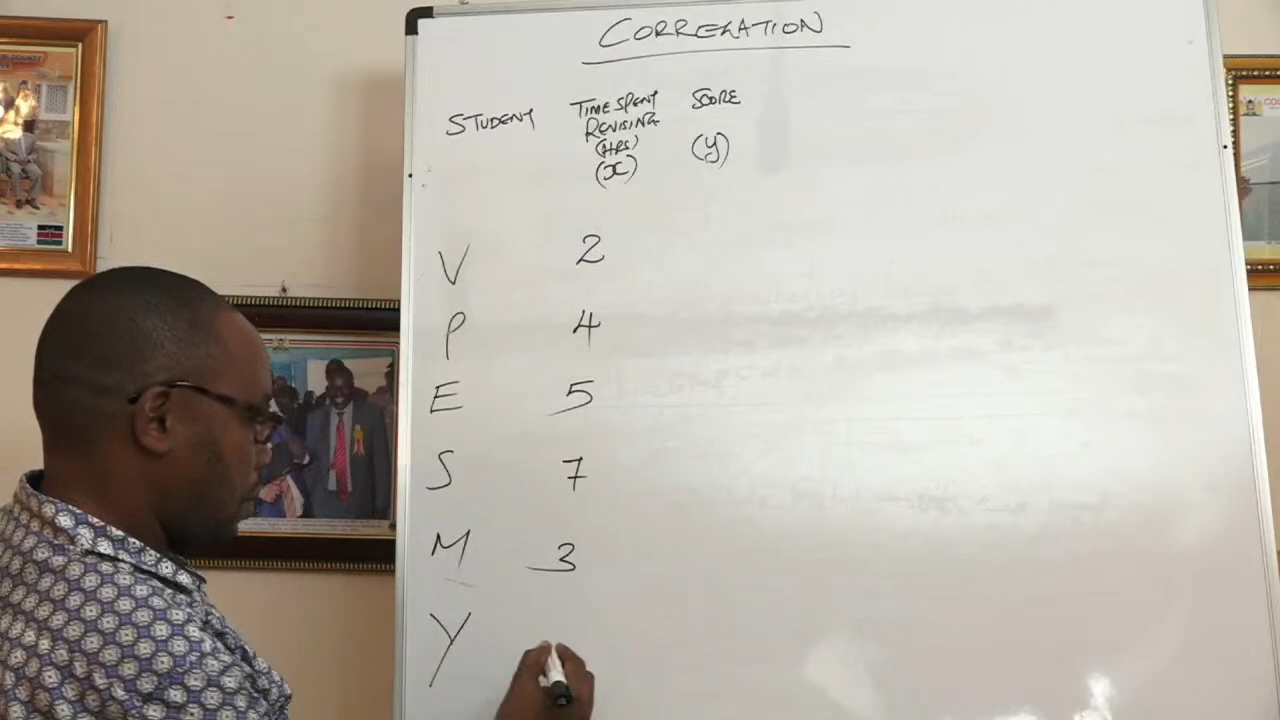 CORRELATION
STUDENT
TIME SPENT
REVISING
(HRS)
(x)
SCORE
(y)
V 2
P 4
E 5
S 7
M 3
Y